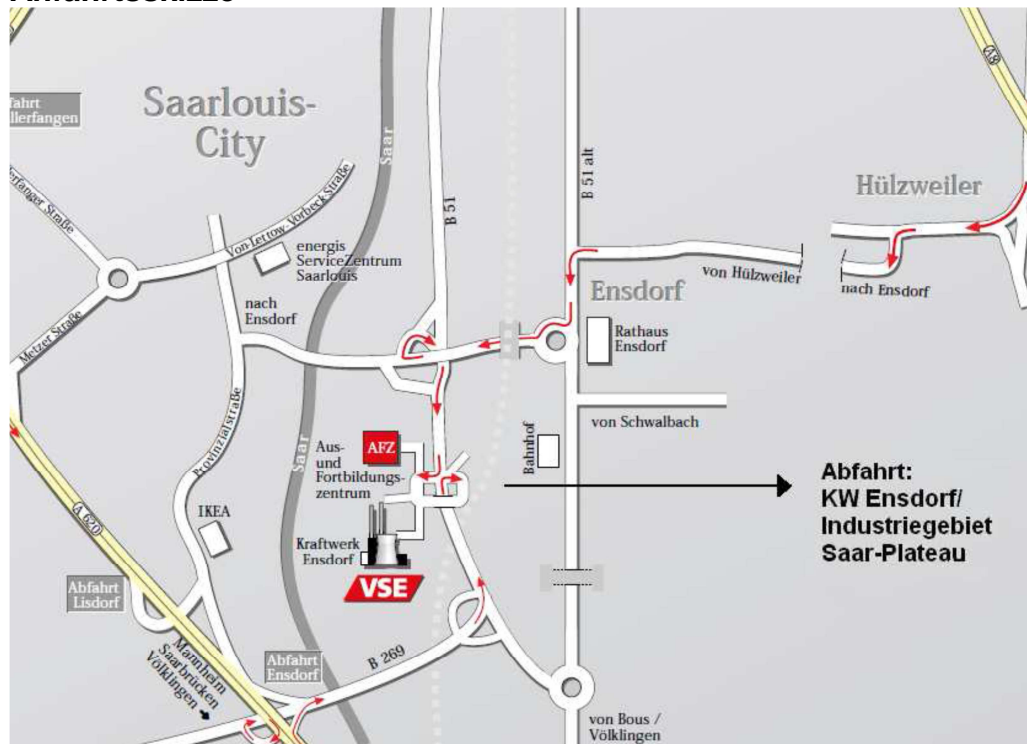 Saarlouis-
City
Saar
B 51
B 51 alt
A8
Hülzweiler
Von-Lettow-Vorbeck-Straße
energis
ServiceZentrum
Saarlouis
nach
Ensdorf
Metzer Straße
von Hülzweiler
nach Ensdorf
Ensdorf
Rathaus
Ensdorf
von Schwalbach
Bahnhof
Provinzialstraße
Saar
Aus-
und
Fortbildungs-
zentrum
AFZ
Abfahrt:
KW Ensdorf/
Industriegebiet
Saar-Plateau
A 620
IKEA
Kraftwerk
Ensdorf
VSE
Abfahrt
Lisdorf
Mannheim
Saarbrücken
Völklingen
Abfahrt
Ensdorf
B 269
von Bous /
Völklingen